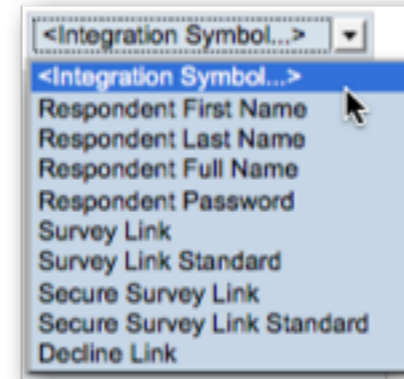 <Integration Symbol...>
<Integration Symbol...>
Respondent First Name
Respondent Last Name
Respondent Full Name
Respondent Password
Survey Link
Survey Link Standard
Secure Survey Link
Secure Survey Link Standard
Decline Link